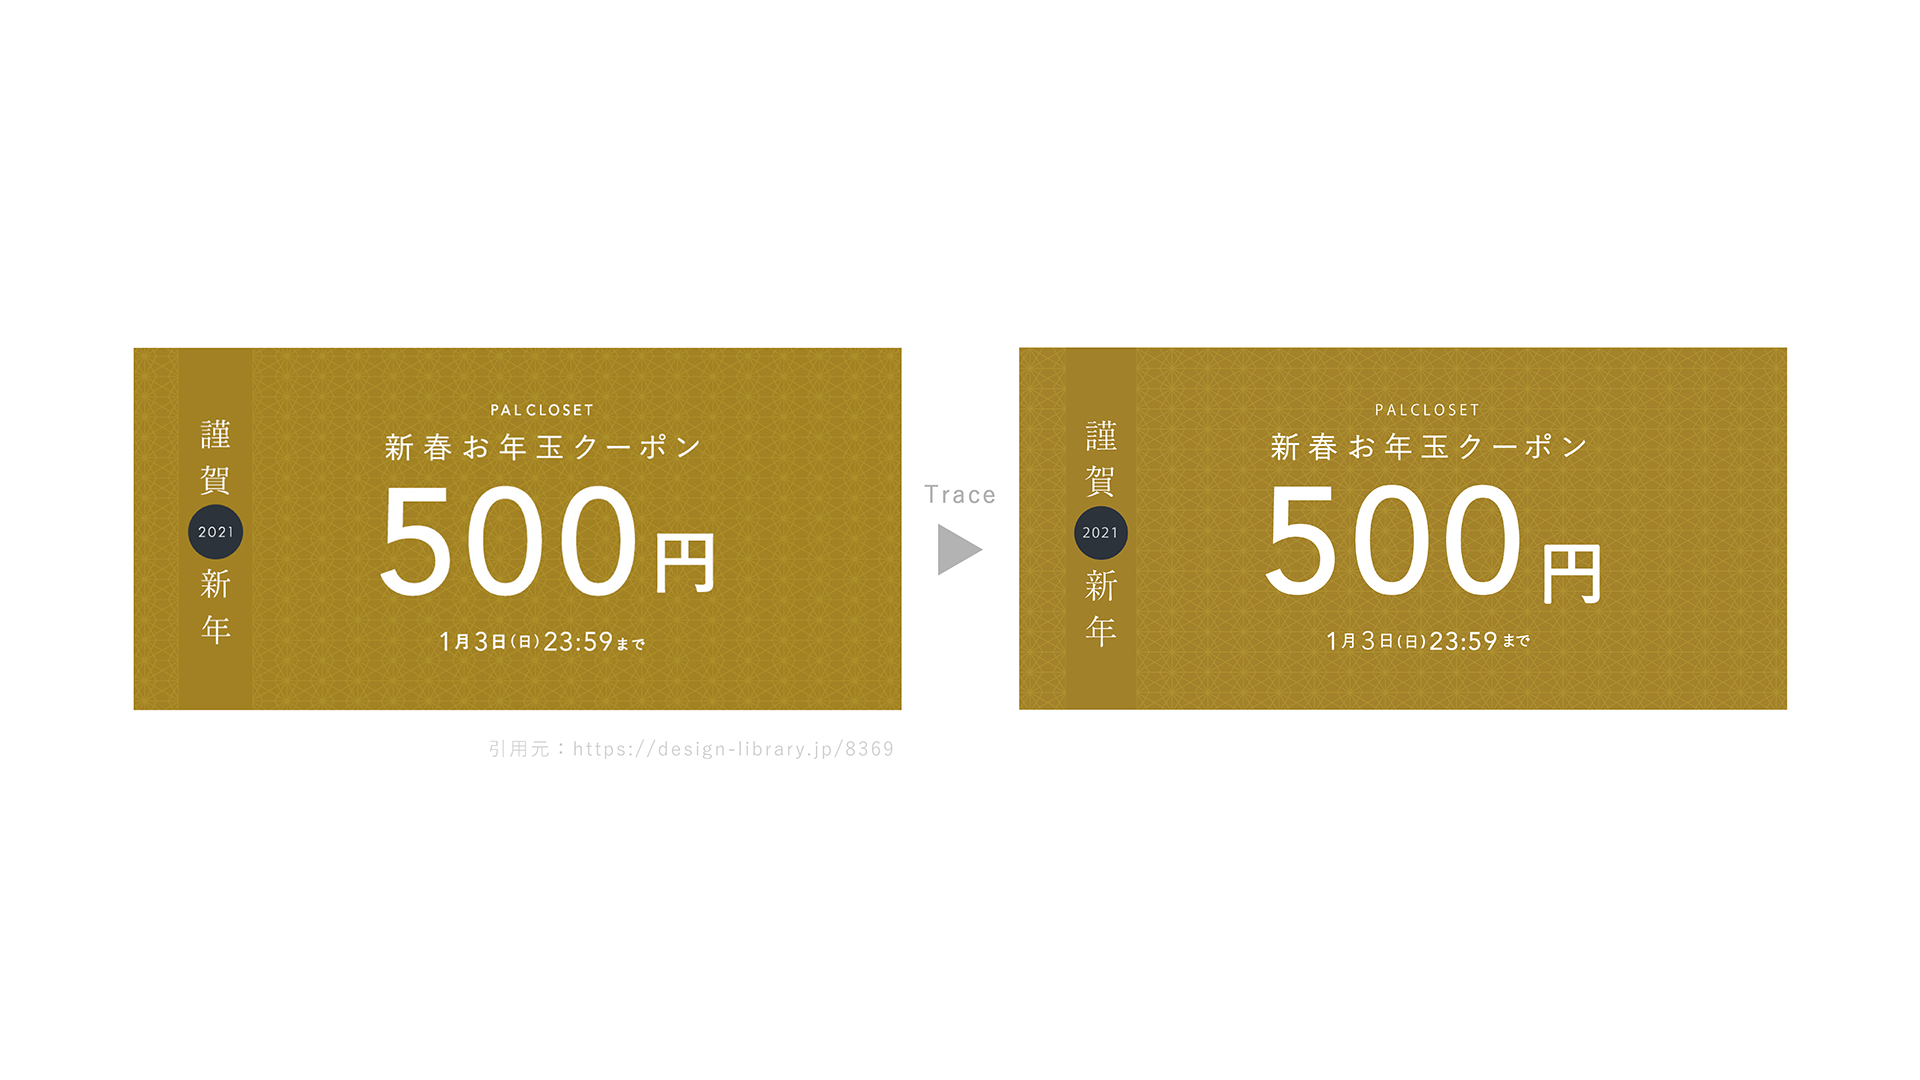 謹賀
2021
新年
PAL CLOSET
新春お年玉クーポン
500円
1月3日(日)23:59まで
引用元：https://design-library.jp/8369
Trace
謹賀
2021
新年
PALCLOSET
新春お年玉クーポン
500円
1月3日(日)23:59まで